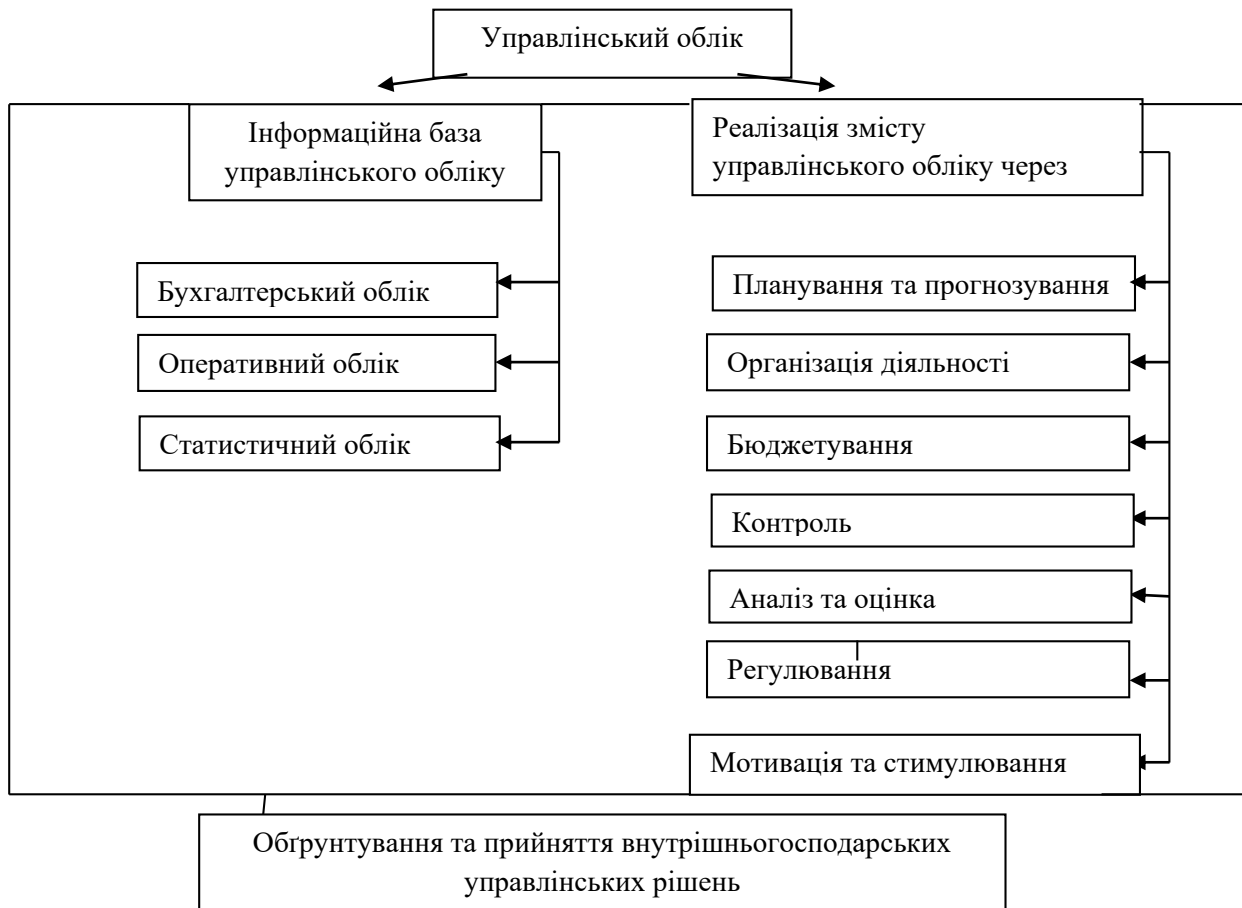 Управлінський облік
Інформаційна база
управлінського обліку
Бухгалтерський облік
Оперативний облік
Статистичний облік
Реалізація змісту
управлінського обліку через
Планування та прогнозування
Організація діяльності
Бюджетування
Контроль
Аналіз та оцінка
Регулювання
Мотивація та стимулювання
Обґрунтування та прийняття внутрішньогосподарських
управлінських рішень